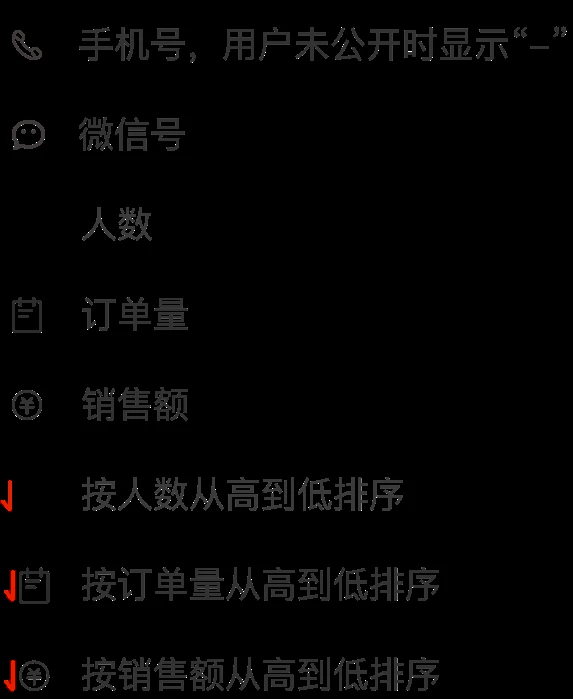 手机号，用户未公开时显示“–”
微信号
人数
订单量
销售额
按人数从高到低排序
按订单量从高到低排序
按销售额从高到低排序